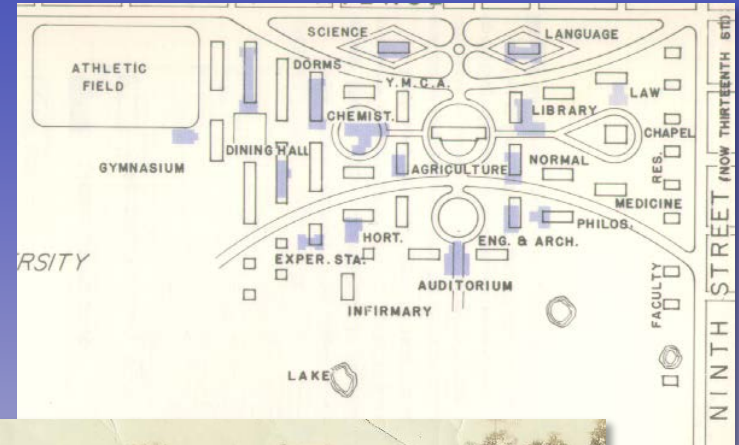 SCIENCE
LANGUAGE
ATHLETIC
FIELD
DORMS
Y.M.C.A.
LAW
CHEMIST.
LIBRARY
CHAPEL
GYMNASIUM
DINING HALL
AGRICULTURE
NORMAL
RES.
MEDICINE
HORT.
PHILOS.
ENG. & ARCH.
EXPER. STA.
RSITY
AUDITORIUM
INFIRMARY
FACULTY
LAKE
NINTH STREET (NOW THIRTEENTH ST.)